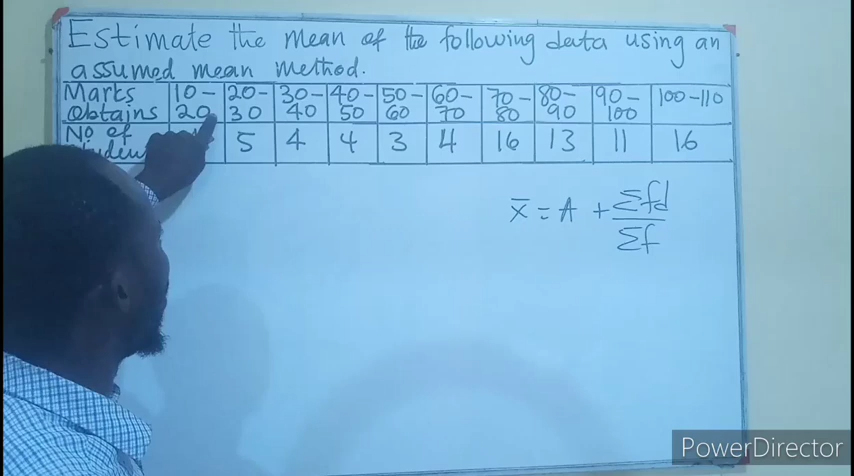 Estimate the mean of the following data using an
assumed mean method.
Marks Obtains 10-20 20-30 30-40 40-50 50-60 60-70 70-80 80-90 90-100 100-110
No of 5 4 4 3 4 16 13 11 16
x̄ = A + Σfd / Σf
PowerDirector